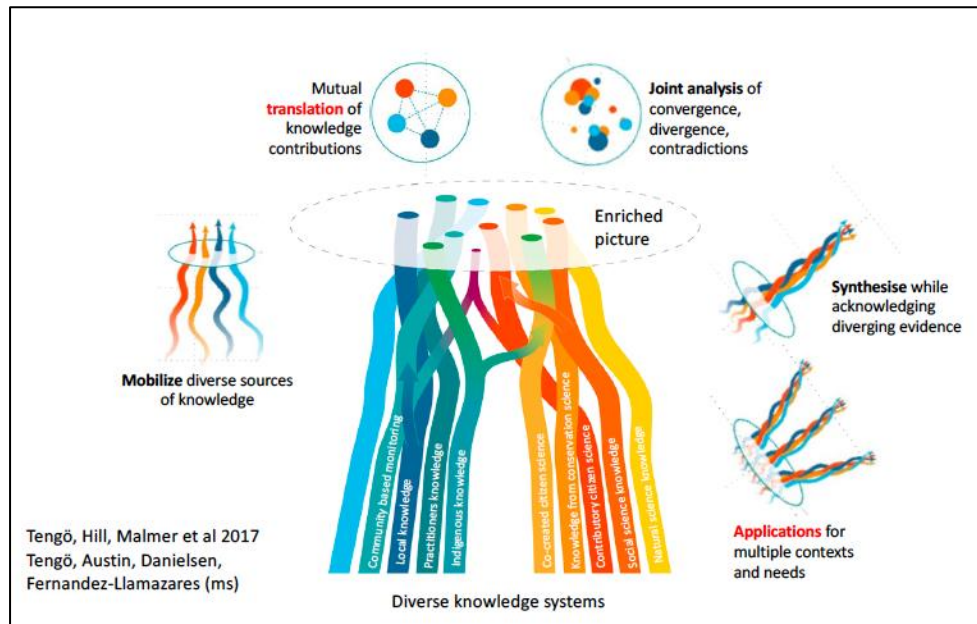 Mutual
translation of
knowledge
contributions
Joint analysis of
convergence,
divergence,
contradictions
Enriched
picture
Mobilize diverse sources
of knowledge
Synthesise while
acknowledging
diverging evidence
Community based monitoring
Local knowledge
Practitioners knowledge
Indigenous knowledge
Co-created citizen science
Knowledge from conservation science
Contributory citizen science
Social science knowledge
Natural science knowledge
Applications for
multiple contexts
and needs
Tengö, Hill, Malmer et al 2017
Tengö, Austin, Danielsen,
Fernandez-Llamazares (ms)
Diverse knowledge systems